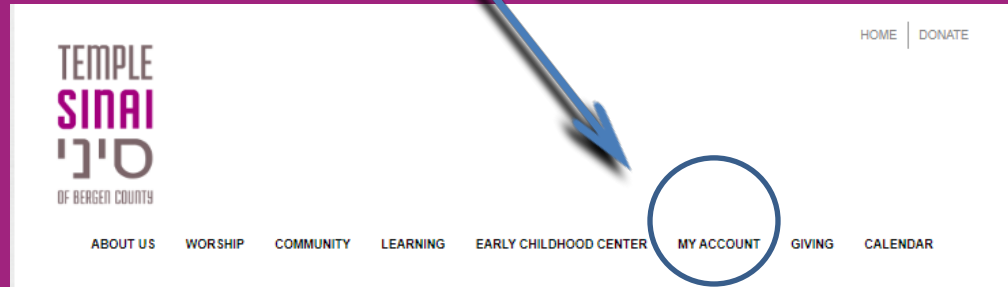 HOME DONATE
TEMPLE
SINAI
סיני
OF BERGEN COUNTY
ABOUT US WORSHIP COMMUNITY LEARNING EARLY CHILDHOOD CENTER MY ACCOUNT GIVING CALENDAR